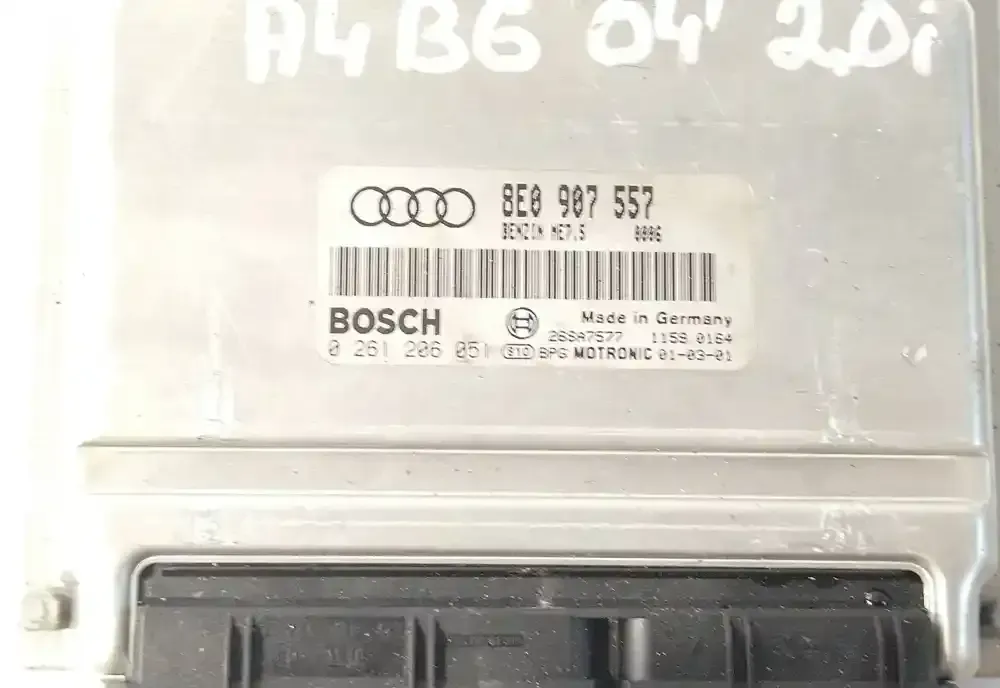 A4 B6 04' 2.0i
8E0 907 557
BENZIN ME7.5 0006
BOSCH
Made in Germany
26SA7577 1159 0164
0 261 206 051 810 BPG MOTRONIC 01-03-01